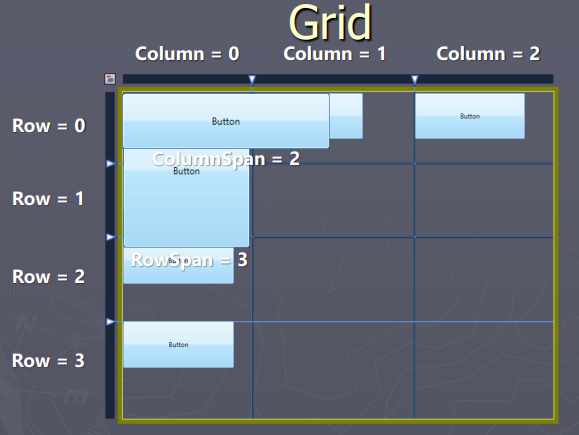 Grid
Column = 0 Column = 1 Column = 2
Row = 0
Button
Button
ColumnSpan = 2
Button
Row = 1
RowSpan = 3
Row = 2
Button
Row = 3